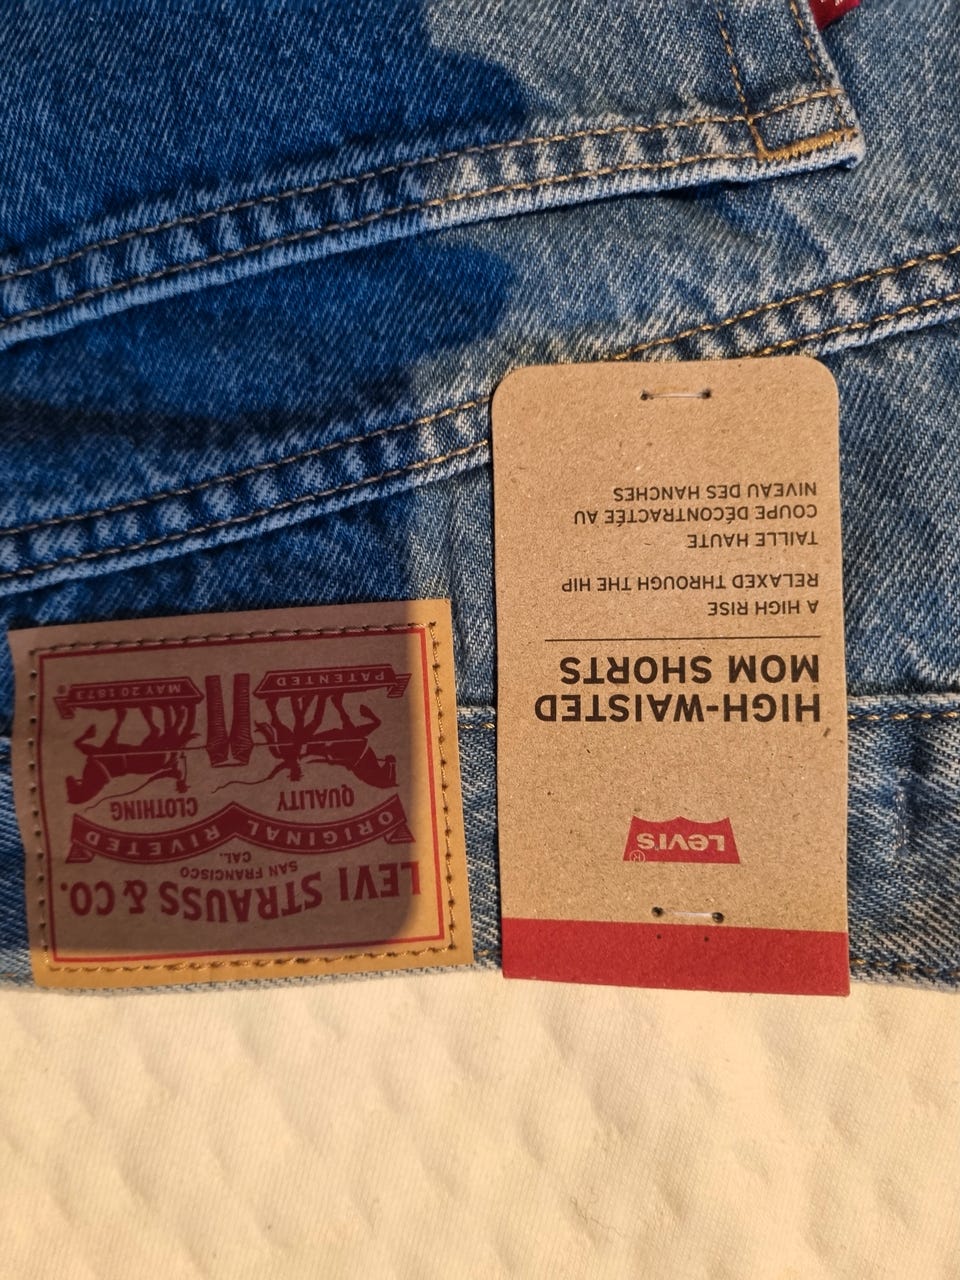 LEVI STRAUSS & CO.
SAN FRANCISCO
CAL.
ORIGINAL RIVETED
QUALITY CLOTHING
PATENTED MAY 20 1873 ®
LEVI'S ®
HIGH-WAISTED
MOM SHORTS
A HIGH RISE
RELAXED THROUGH THE HIP
TAILLE HAUTE
COUPE DÉCONTRACTÉE AU
NIVEAU DES HANCHES